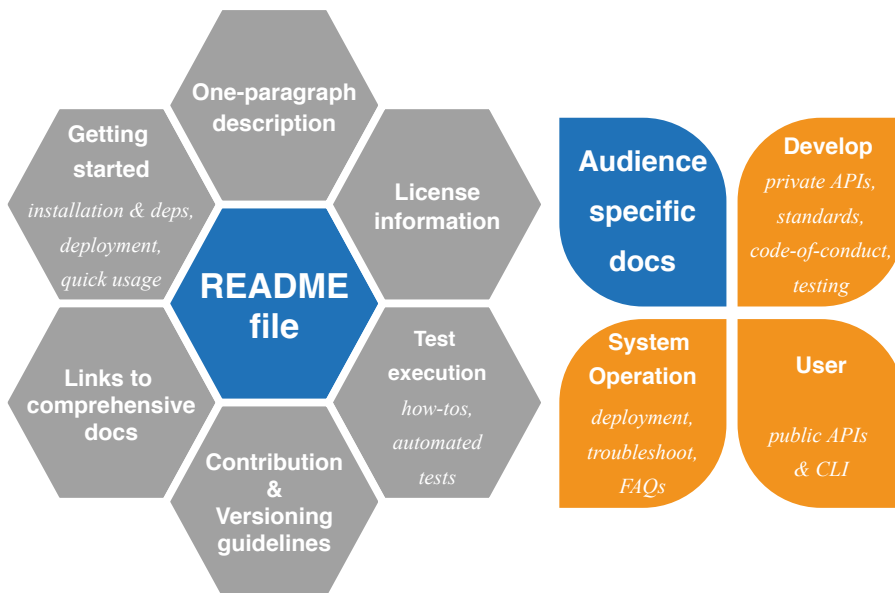 One-paragraph
description
Getting
started
installation & deps,
deployment,
quick usage
License
information
README
file
Links to
comprehensive
docs
Test
execution
how-tos,
automated
tests
Contribution
&
Versioning
guidelines
Audience
specific
docs
Develop
private APIs,
standards,
code-of-conduct,
testing
System
Operation
deployment,
troubleshoot,
FAQs
User
public APIs
& CLI